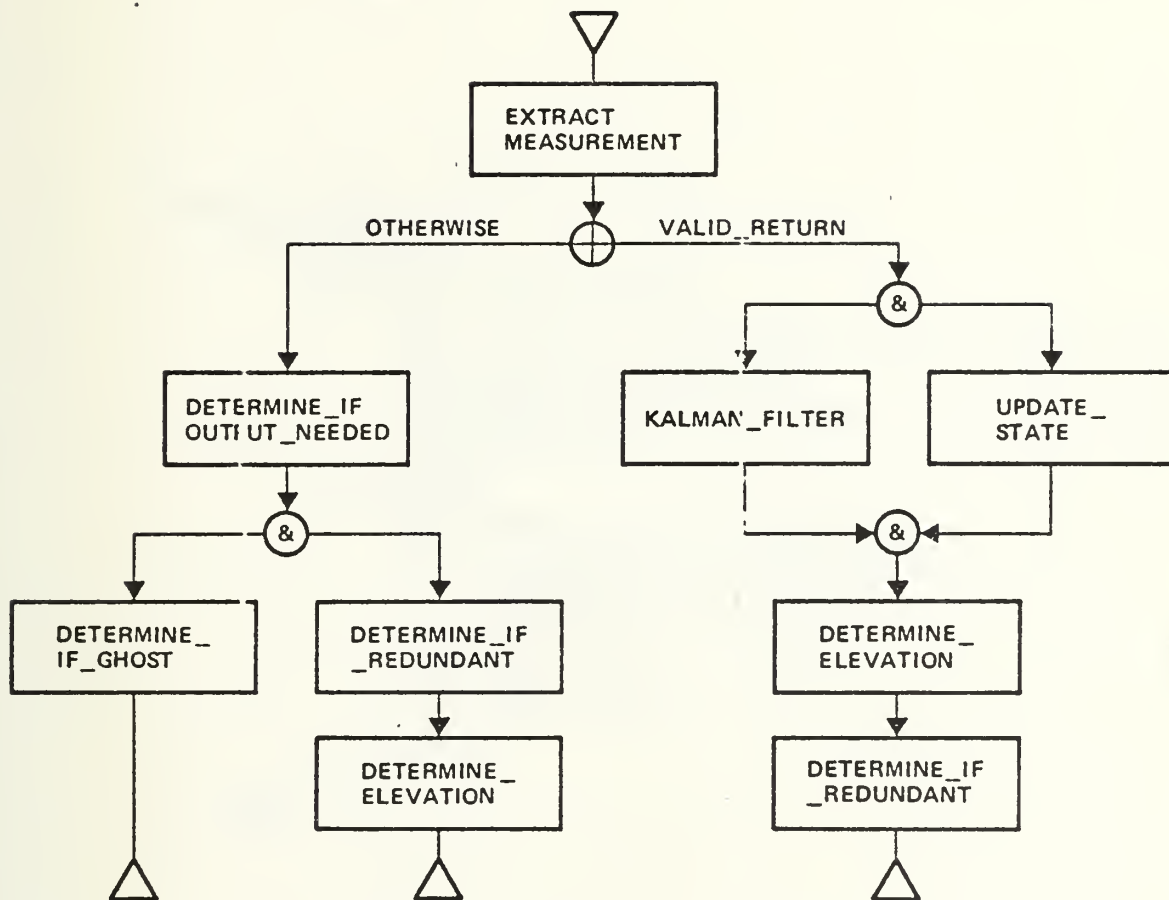 EXTRACT
MEASUREMENT
OTHERWISE
VALID_RETURN
&
DETERMINE_IF
OUTPUT_NEEDED
KALMAN_FILTER
UPDATE_
STATE
&
&
DETERMINE_
IF_GHOST
DETERMINE_IF
_REDUNDANT
DETERMINE_
ELEVATION
DETERMINE_
ELEVATION
DETERMINE_IF
_REDUNDANT